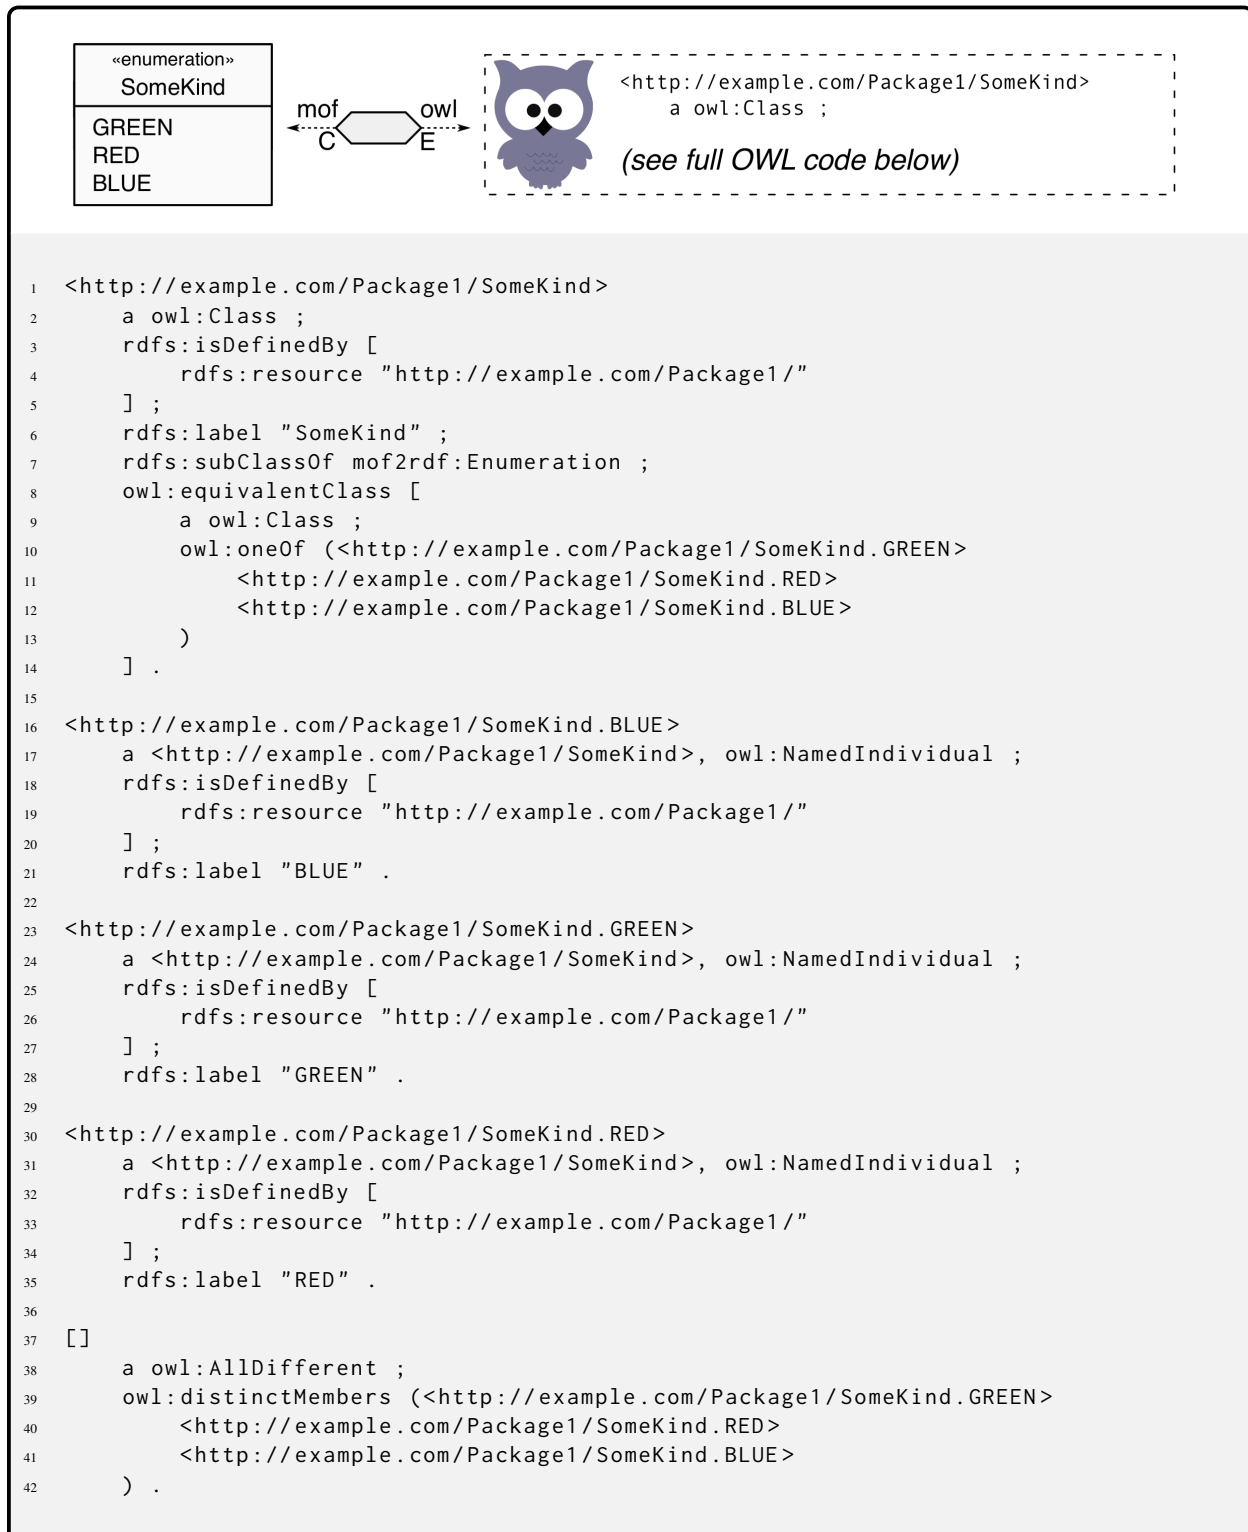 «enumeration»
SomeKind
GREEN
RED
BLUE
mof owl
C E
<http://example.com/Package1/SomeKind>
    a owl:Class ;
(see full OWL code below)
1 <http://example.com/Package1/SomeKind>
2     a owl:Class ;
3     rdfs:isDefinedBy [
4         rdfs:resource "http://example.com/Package1/"
5     ] ;
6     rdfs:label "SomeKind" ;
7     rdfs:subClassOf mof2rdf:Enumeration ;
8     owl:equivalentClass [
9         a owl:Class ;
10         owl:oneOf (<http://example.com/Package1/SomeKind.GREEN>
11             <http://example.com/Package1/SomeKind.RED>
12             <http://example.com/Package1/SomeKind.BLUE>
13         )
14     ] .
15
16 <http://example.com/Package1/SomeKind.BLUE>
17     a <http://example.com/Package1/SomeKind>, owl:NamedIndividual ;
18     rdfs:isDefinedBy [
19         rdfs:resource "http://example.com/Package1/"
20     ] ;
21     rdfs:label "BLUE" .
22
23 <http://example.com/Package1/SomeKind.GREEN>
24     a <http://example.com/Package1/SomeKind>, owl:NamedIndividual ;
25     rdfs:isDefinedBy [
26         rdfs:resource "http://example.com/Package1/"
27     ] ;
28     rdfs:label "GREEN" .
29
30 <http://example.com/Package1/SomeKind.RED>
31     a <http://example.com/Package1/SomeKind>, owl:NamedIndividual ;
32     rdfs:isDefinedBy [
33         rdfs:resource "http://example.com/Package1/"
34     ] ;
35     rdfs:label "RED" .
36
37 []
38     a owl:AllDifferent ;
39     owl:distinctMembers (<http://example.com/Package1/SomeKind.GREEN>
40         <http://example.com/Package1/SomeKind.RED>
41         <http://example.com/Package1/SomeKind.BLUE>
42     ) .